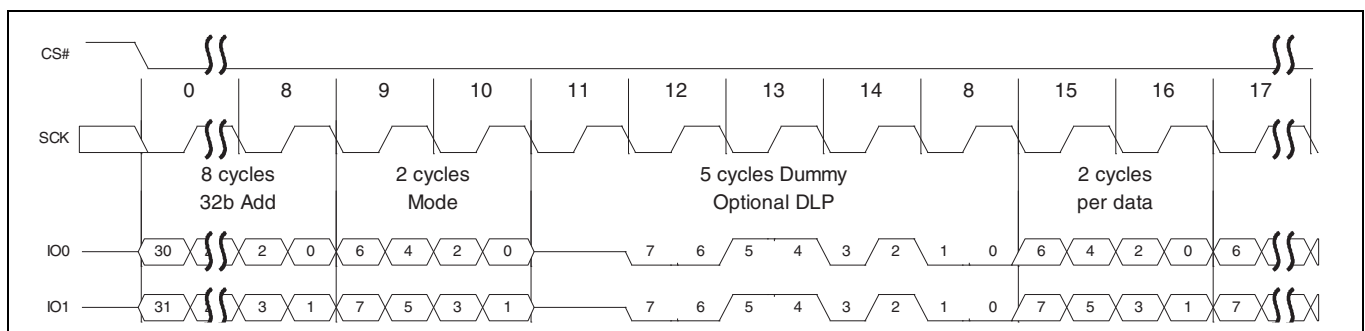 CS#
0 8 9 10 11 12 13 14 8 15 16 17
SCK
8 cycles 2 cycles 5 cycles Dummy 2 cycles
32b Add Mode Optional DLP per data
IO0 30 2 0 6 4 2 0 7 6 5 4 3 2 1 0 6 4 2 0 6
IO1 31 3 1 7 5 3 1 7 6 5 4 3 2 1 0 7 5 3 1 7